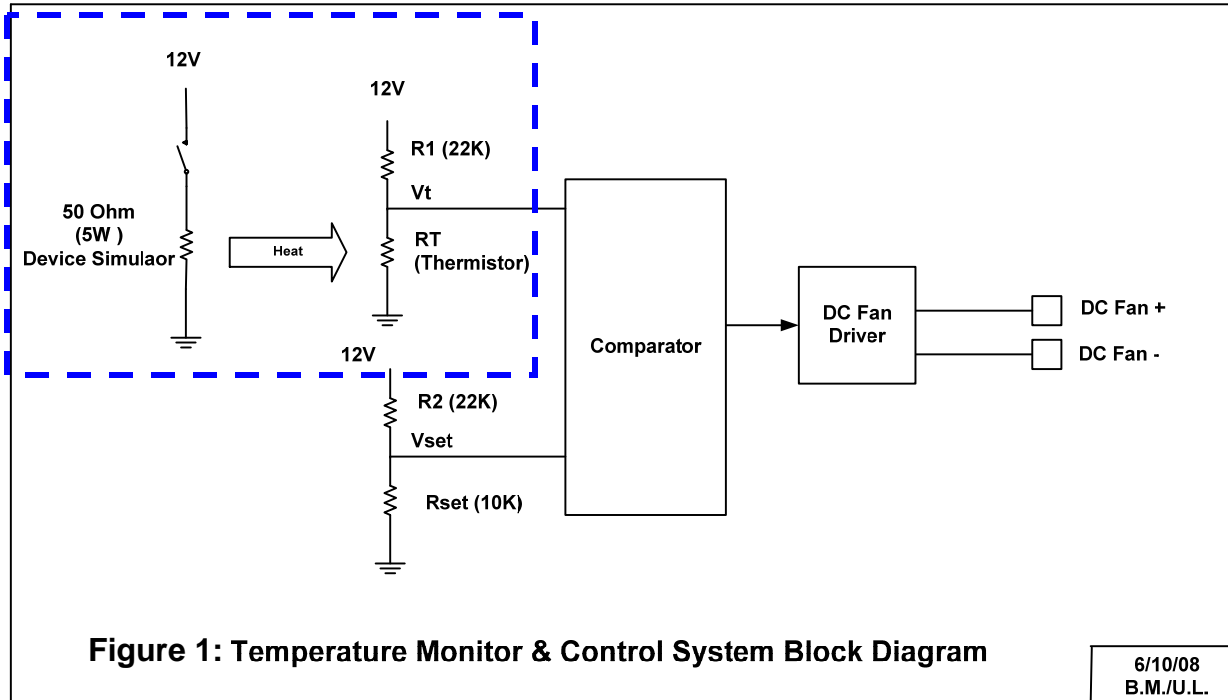 12V
50 Ohm
(5W )
Device Simulaor
Heat
12V
R1 (22K)
Vt
RT
(Thermistor)
12V
R2 (22K)
Vset
Rset (10K)
Comparator
DC Fan
Driver
DC Fan +
DC Fan -
Figure 1: Temperature Monitor & Control System Block Diagram
6/10/08
B.M./U.L.